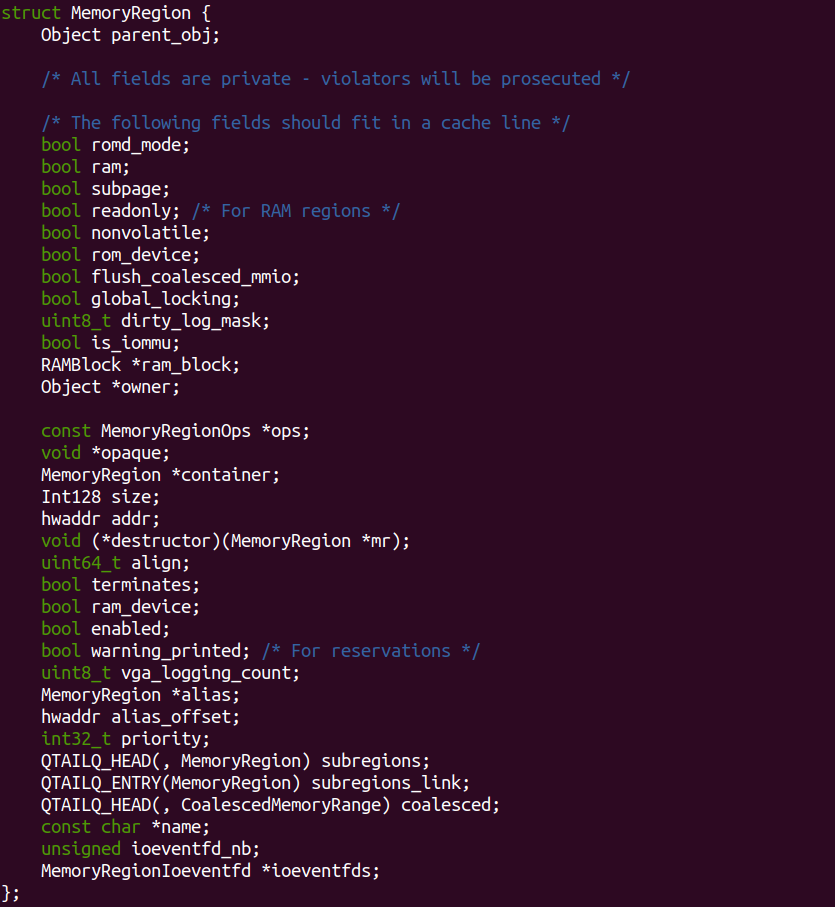 struct MemoryRegion {
    Object parent_obj;

    /* All fields are private - violators will be prosecuted */

    /* The following fields should fit in a cache line */
    bool romd_mode;
    bool ram;
    bool subpage;
    bool readonly; /* For RAM regions */
    bool nonvolatile;
    bool rom_device;
    bool flush_coalesced_mmio;
    bool global_locking;
    uint8_t dirty_log_mask;
    bool is_iommu;
    RAMBlock *ram_block;
    Object *owner;

    const MemoryRegionOps *ops;
    void *opaque;
    MemoryRegion *container;
    Int128 size;
    hwaddr addr;
    void (*destructor)(MemoryRegion *mr);
    uint64_t align;
    bool terminates;
    bool ram_device;
    bool enabled;
    bool warning_printed; /* For reservations */
    uint8_t vga_logging_count;
    MemoryRegion *alias;
    hwaddr alias_offset;
    int32_t priority;
    QTAILQ_HEAD(, MemoryRegion) subregions;
    QTAILQ_ENTRY(MemoryRegion) subregions_link;
    QTAILQ_HEAD(, CoalescedMemoryRange) coalesced;
    const char *name;
    unsigned ioeventfd_nb;
    MemoryRegionIoeventfd *ioeventfds;
};